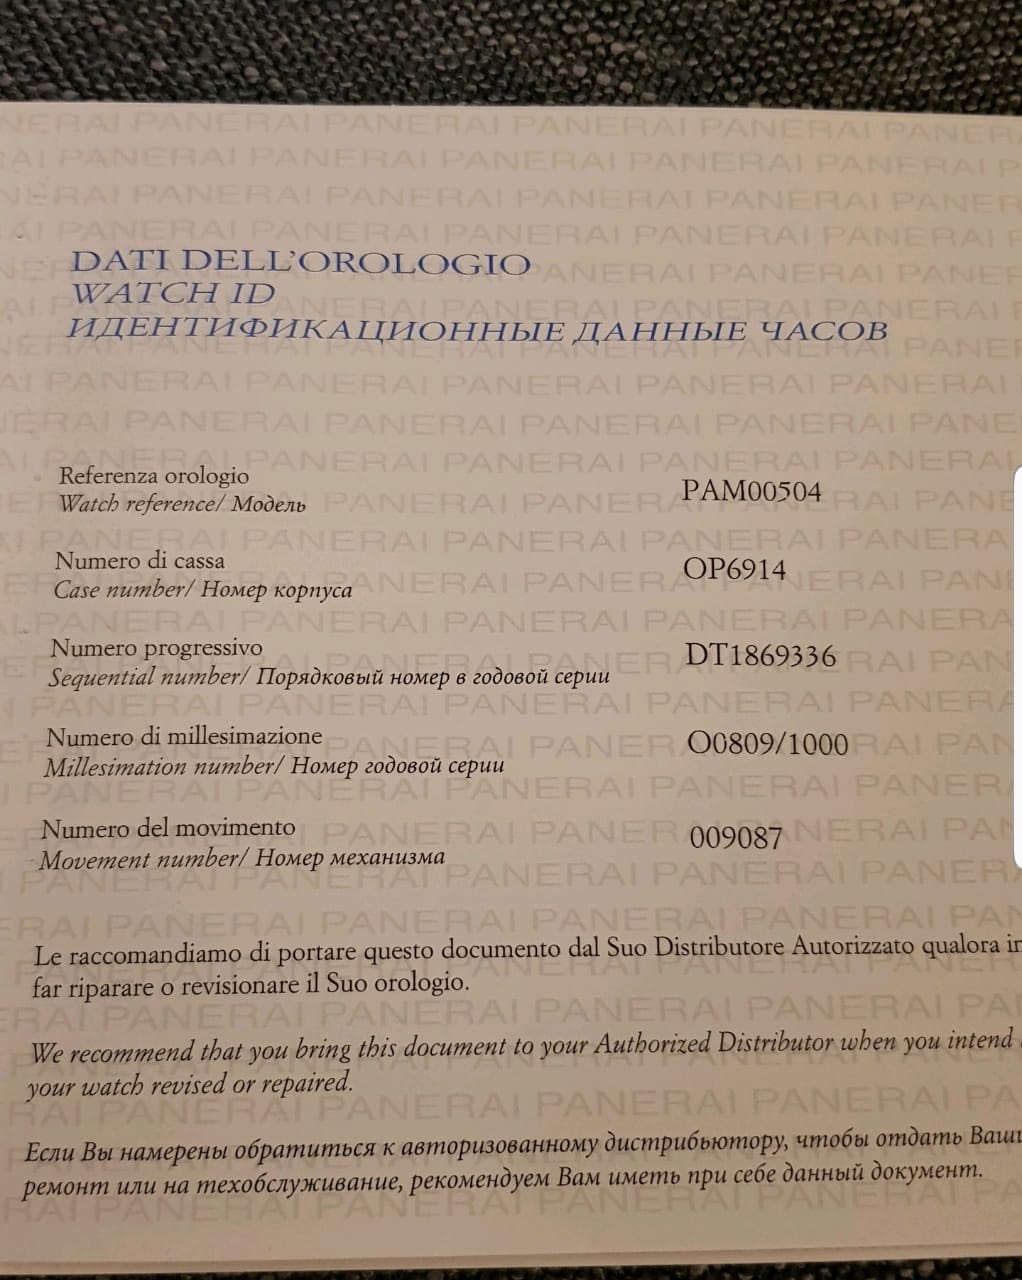 DATI DELL'OROLOGIO
WATCH ID
ИДЕНТИФИКАЦИОННЫЕ ДАННЫЕ ЧАСОВ
Referenza orologio
Watch reference/ Модель
PAM00504
Numero di cassa
Case number/ Номер корпуса
OP6914
Numero progressivo
Sequential number/ Порядковый номер в годовой серии
DT1869336
Numero di millesimazione
Millesimation number/ Номер годовой серии
O0809/1000
Numero del movimento
Movement number/ Номер механизма
009087
Le raccomandiamo di portare questo documento dal Suo Distributore Autorizzato qualora
far riparare o revisionare il Suo orologio.
We recommend that you bring this document to your Authorized Distributor when you intend
your watch revised or repaired.
Если Вы намерены обратиться к авторизованному дистрибьютору, чтобы отдать
ремонт или на техобслуживание, рекомендуем Вам иметь при себе данный документ.